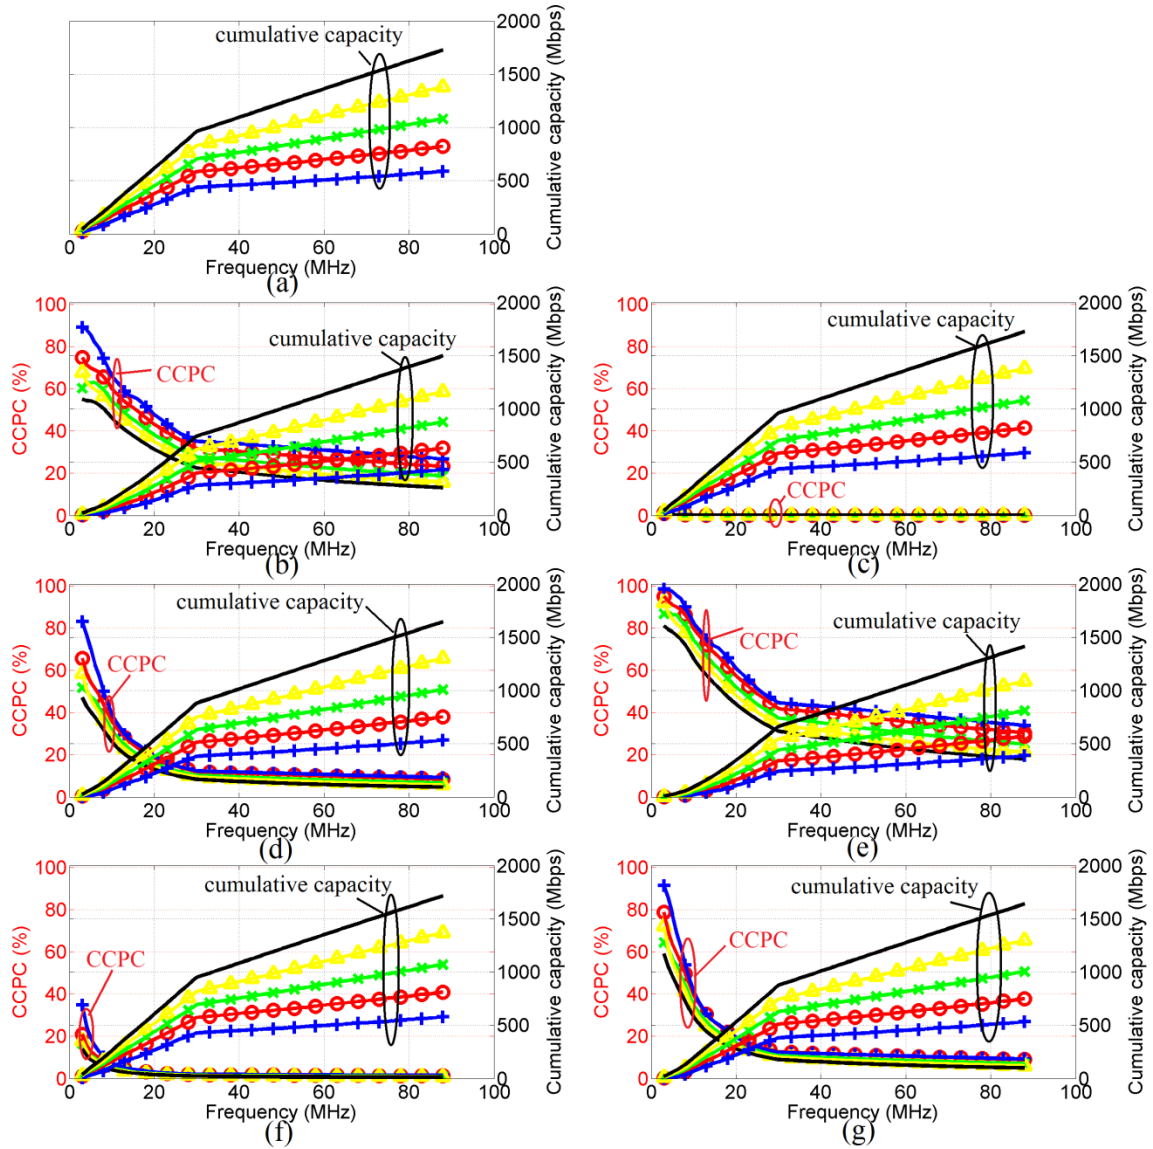 cumulative capacity
2000
1500
1000
500
0
Cumulative capacity (Mbps)
0 20 40 60 80 100
Frequency (MHz)
(a)
100
80
60
40
20
0
CCPC (%)
cumulative capacity
CCPC
2000
1500
1000
500
0
Cumulative capacity (Mbps)
0 20 40 60 80 100
Frequency (MHz)
(b)
100
80
60
40
20
0
CCPC (%)
cumulative capacity
CCPC
2000
1500
1000
500
0
Cumulative capacity (Mbps)
0 20 40 60 80 100
Frequency (MHz)
(c)
100
80
60
40
20
0
CCPC (%)
cumulative capacity
CCPC
2000
1500
1000
500
0
Cumulative capacity (Mbps)
0 20 40 60 80 100
Frequency (MHz)
(d)
100
80
60
40
20
0
CCPC (%)
cumulative capacity
CCPC
2000
1500
1000
500
0
Cumulative capacity (Mbps)
0 20 40 60 80 100
Frequency (MHz)
(e)
100
80
60
40
20
0
CCPC (%)
cumulative capacity
CCPC
2000
1500
1000
500
0
Cumulative capacity (Mbps)
0 20 40 60 80 100
Frequency (MHz)
(f)
100
80
60
40
20
0
CCPC (%)
cumulative capacity
CCPC
2000
1500
1000
500
0
Cumulative capacity (Mbps)
0 20 40 60 80 100
Frequency (MHz)
(g)